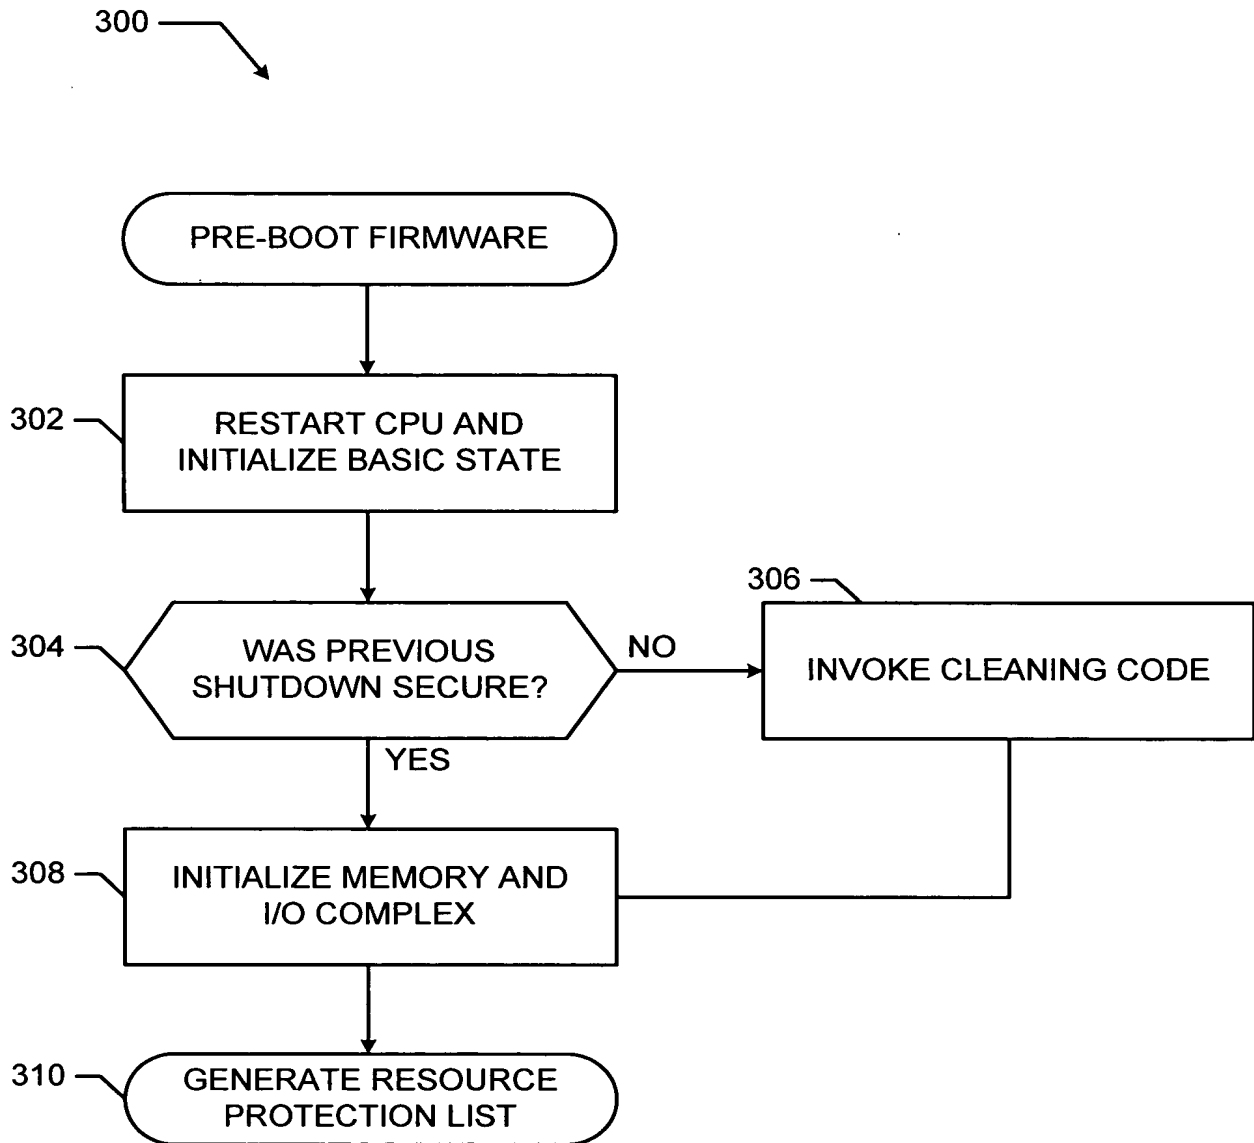 300
PRE-BOOT FIRMWARE
302
RESTART CPU AND
INITIALIZE BASIC STATE
304
WAS PREVIOUS
SHUTDOWN SECURE?
NO
306
INVOKE CLEANING CODE
YES
308
INITIALIZE MEMORY AND
I/O COMPLEX
310
GENERATE RESOURCE
PROTECTION LIST